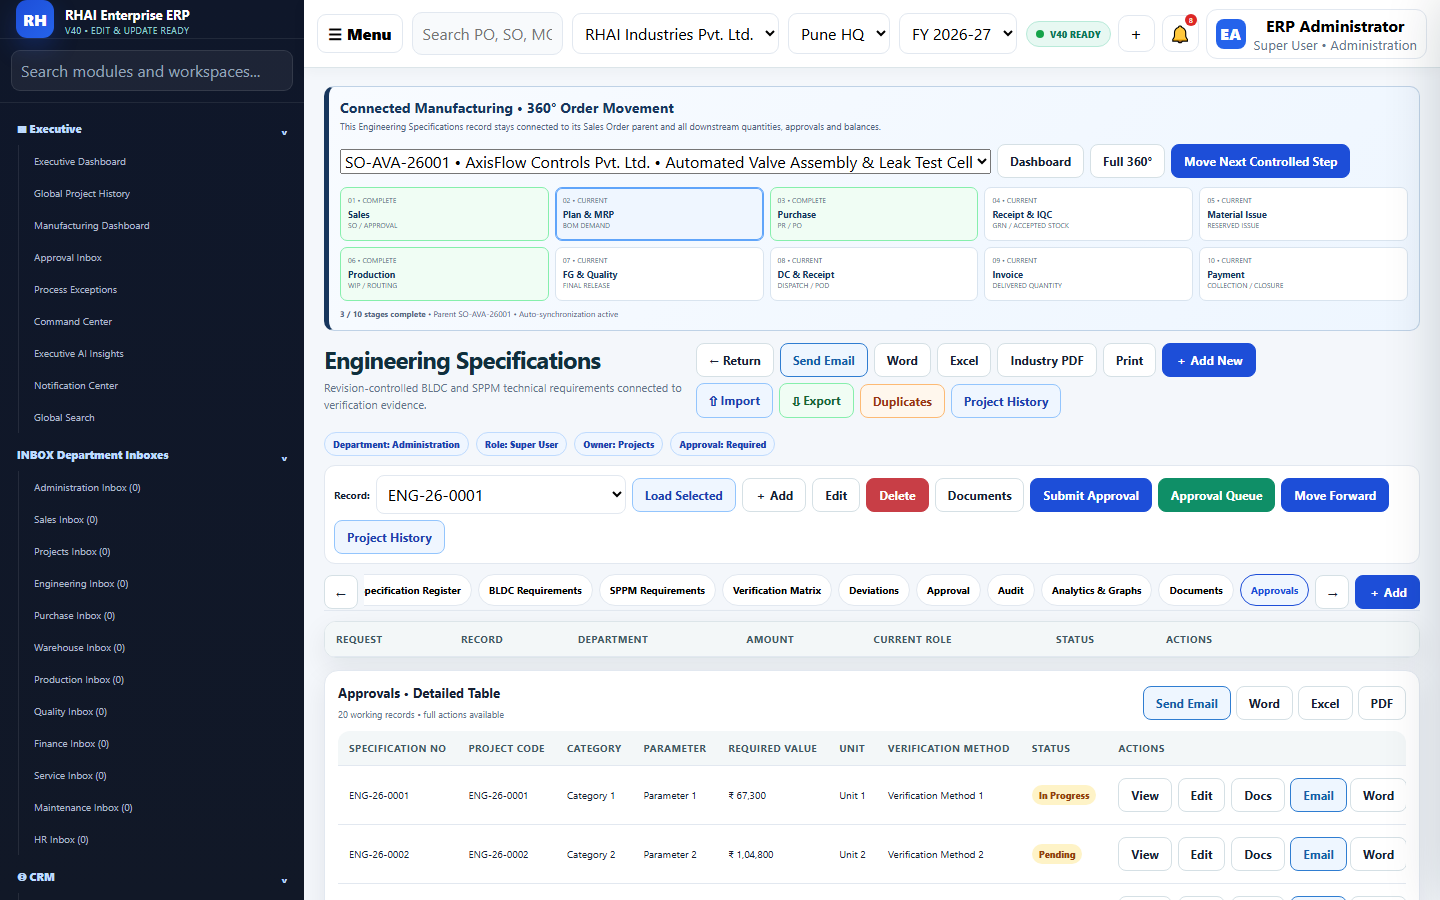 RH
RHAI Enterprise ERP
V40 • EDIT & UPDATE READY
Search modules and workspaces...
Executive
Executive Dashboard
Global Project History
Manufacturing Dashboard
Approval Inbox
Process Exceptions
Command Center
Executive AI Insights
Notification Center
Global Search
INBOX Department Inboxes
Administration Inbox (0)
Sales Inbox (0)
Projects Inbox (0)
Engineering Inbox (0)
Purchase Inbox (0)
Warehouse Inbox (0)
Production Inbox (0)
Quality Inbox (0)
Finance Inbox (0)
Service Inbox (0)
Maintenance Inbox (0)
HR Inbox (0)
CRM
☰ Menu
Search PO, SO, MO
RHAI Industries Pvt. Ltd.
Pune HQ
FY 2026-27
V40 READY
+
8
EA
ERP Administrator
Super User • Administration
Connected Manufacturing • 360° Order Movement
This Engineering Specifications record stays connected to its Sales Order parent and all downstream quantities, approvals and balances.
SO-AVA-26001 • AxisFlow Controls Pvt. Ltd. • Automated Valve Assembly & Leak Test Cell
Dashboard
Full 360°
Move Next Controlled Step
01 • COMPLETE
Sales
SO / APPROVAL
02 • CURRENT
Plan & MRP
BOM DEMAND
03 • COMPLETE
Purchase
PR / PO
04 • CURRENT
Receipt & IQC
GRN / ACCEPTED STOCK
05 • CURRENT
Material Issue
RESERVED ISSUE
06 • COMPLETE
Production
WIP / ROUTING
07 • CURRENT
FG & Quality
FINAL RELEASE
08 • CURRENT
DC & Receipt
DISPATCH / POD
09 • CURRENT
Invoice
DELIVERED QUANTITY
10 • CURRENT
Payment
COLLECTION / CLOSURE
3 / 10 stages complete • Parent SO-AVA-26001 • Auto-synchronization active
Engineering Specifications
Revision-controlled BLDC and SPPM technical requirements connected to
verification evidence.
← Return
Send Email
Word
Excel
Industry PDF
Print
+ Add New
⇧ Import
⇩ Export
Duplicates
Project History
Department: Administration
Role: Super User
Owner: Projects
Approval: Required
Record:
ENG-26-0001
Load Selected
+ Add
Edit
Delete
Documents
Submit Approval
Approval Queue
Move Forward
Project History
←
pecification Register
BLDC Requirements
SPPM Requirements
Verification Matrix
Deviations
Approval
Audit
Analytics & Graphs
Documents
Approvals
→
+ Add
REQUEST RECORD DEPARTMENT AMOUNT CURRENT ROLE STATUS ACTIONS
Approvals • Detailed Table
20 working records • full actions available
Send Email
Word
Excel
PDF
SPECIFICATION NO PROJECT CODE CATEGORY PARAMETER REQUIRED VALUE UNIT VERIFICATION METHOD STATUS ACTIONS
ENG-26-0001 ENG-26-0001 Category 1 Parameter 1 ₹ 67,300 Unit 1 Verification Method 1 In Progress View Edit Docs Email Word
ENG-26-0002 ENG-26-0002 Category 2 Parameter 2 ₹ 1,04,800 Unit 2 Verification Method 2 Pending View Edit Docs Email Word